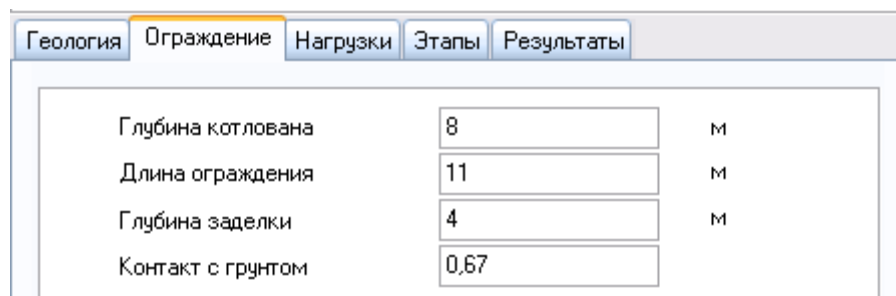 Геология Ограждение Нагрузки Этапы Результаты
Глубина котлована 8 м
Длина ограждения 11 м
Глубина заделки 4 м
Контакт с грунтом 0,67